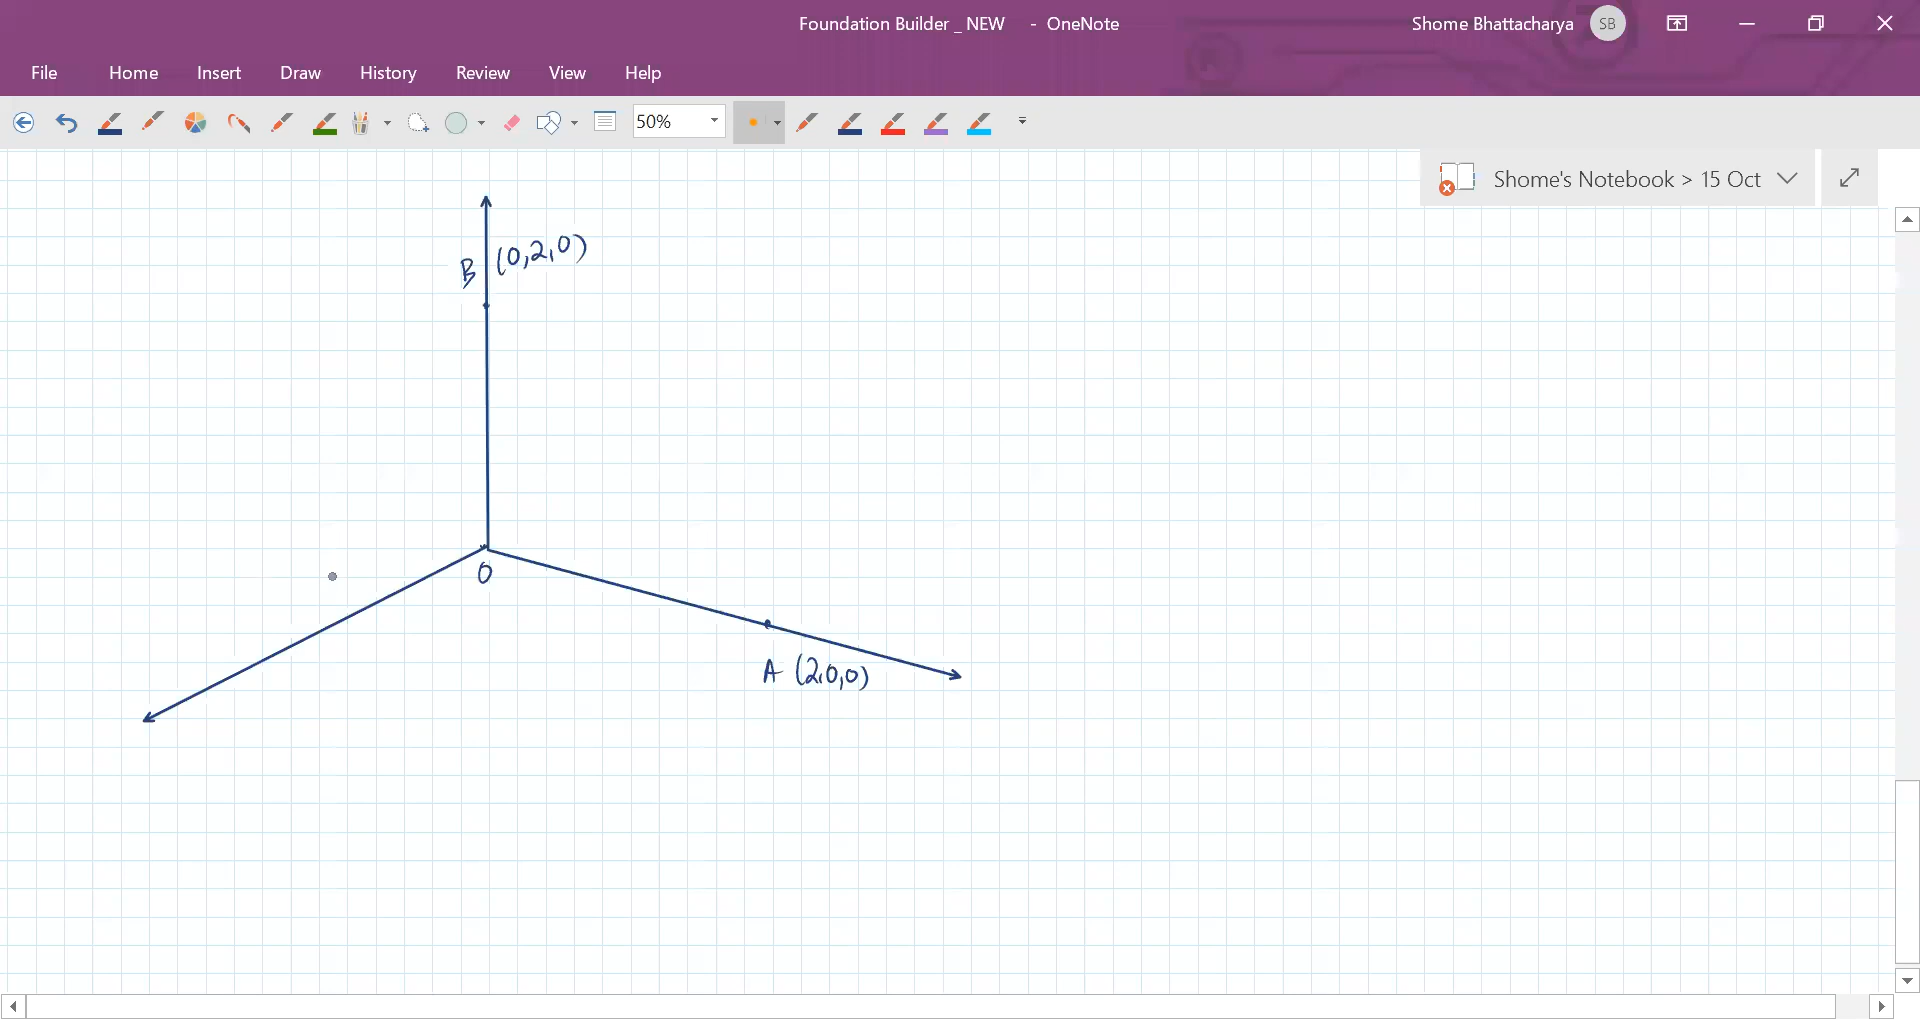 Foundation Builder _ NEW - OneNote
Shome Bhattacharya SB
File Home Insert Draw History Review View Help
50%
Shome's Notebook > 15 Oct
B (0,2,0)
O
A (2,0,0)